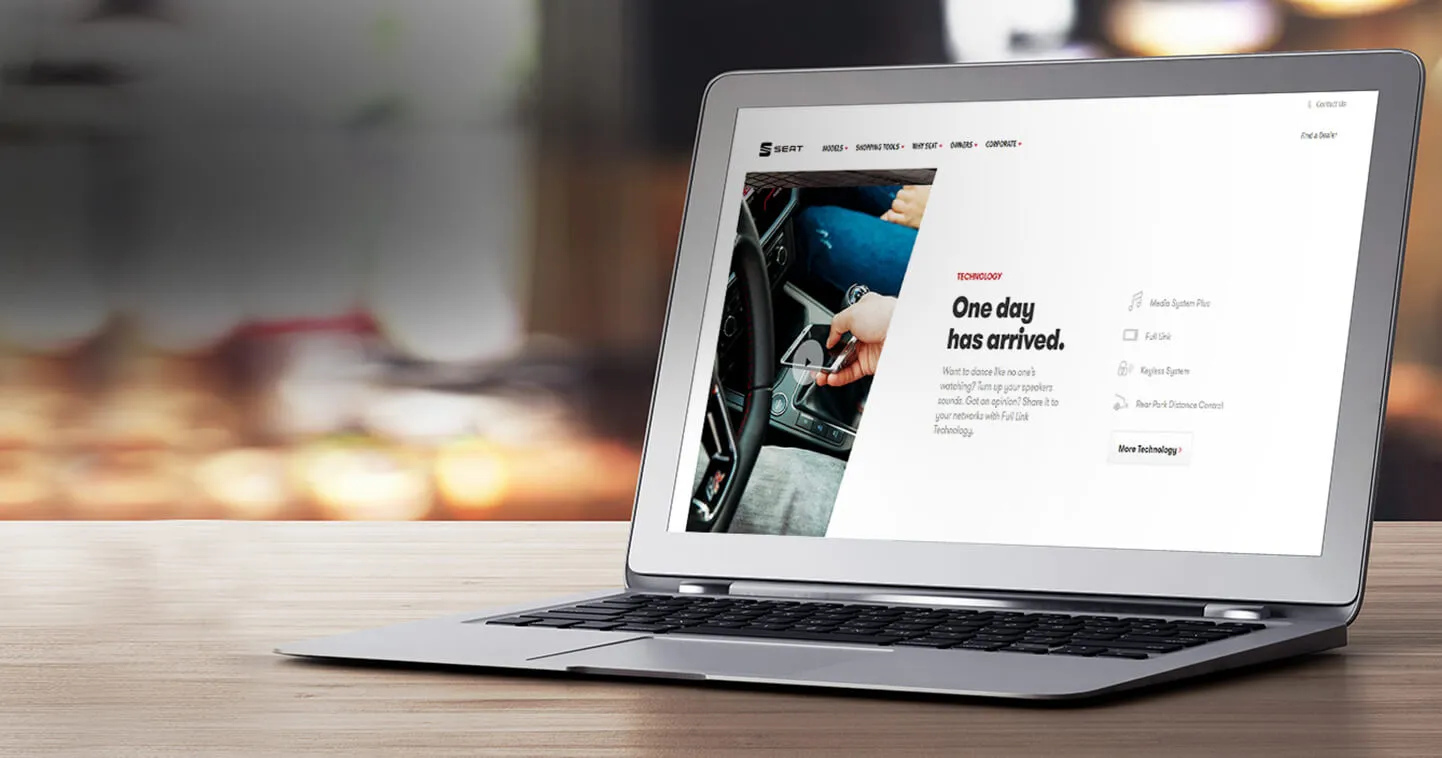 Contact Us
Find a Dealer
SEAT
MODELS
SHOPPING TOOLS
WHY SEAT
OWNERS
CORPORATE
TECHNOLOGY
One day
has arrived.
Want to dance like no one's
watching? Turn up your speakers
sounds. Got an opinion? Share it to
your networks with Full Link
Technology.
Media System Plus
Full Link
Keyless System
Rear Park Distance Control
More Technology